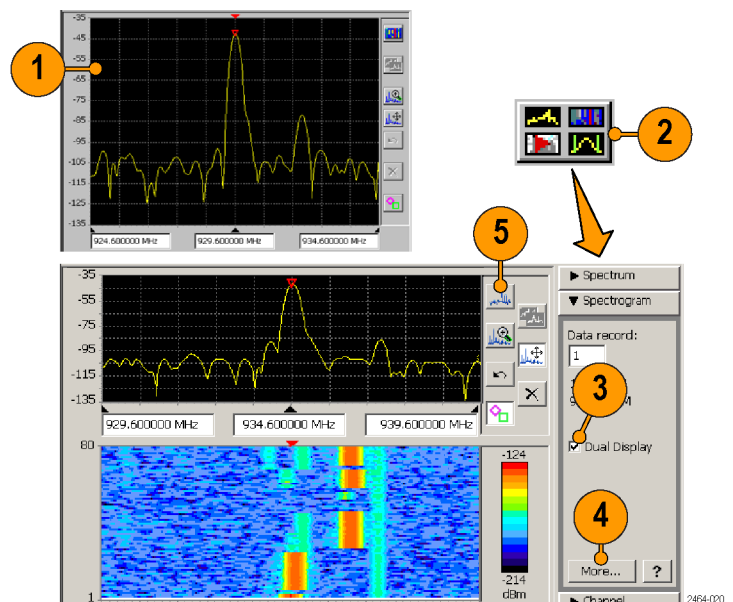 -35
-45
-55
-65
-75
-85
-95
-105
-115
-125
-135
924.600000 MHz 929.600000 MHz 934.600000 MHz
1
2
5
-35
-55
-75
-95
-115
-135
929.600000 MHz 934.600000 MHz 939.600000 MHz
80
1
-124
-214
dBm
Spectrum
Spectrogram
Data record:
1
3
M
Dual Display
4
More... ?
Channel
2464-020